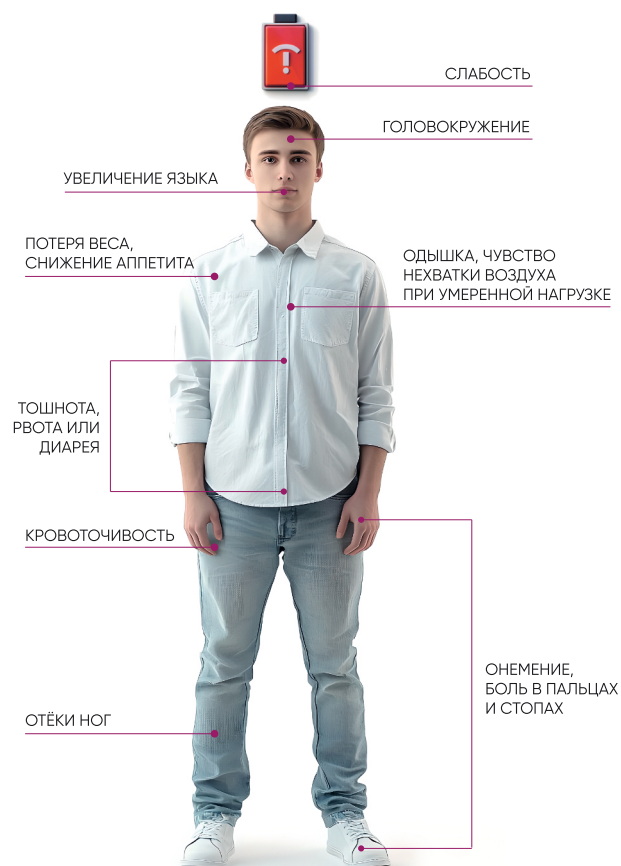 СЛАБОСТЬ
ГОЛОВОКРУЖЕНИЕ
УВЕЛИЧЕНИЕ ЯЗЫКА
ПОТЕРЯ ВЕСА,
СНИЖЕНИЕ АППЕТИТА
ОДЫШКА, ЧУВСТВО
НЕХВАТКИ ВОЗДУХА
ПРИ УМЕРЕННОЙ НАГРУЗКЕ
ТОШНОТА,
РВОТА ИЛИ
ДИАРЕЯ
КРОВОТОЧИВОСТЬ
ОНЕМЕНИЕ,
БОЛЬ В ПАЛЬЦАХ
И СТОПАХ
ОТЁКИ НОГ